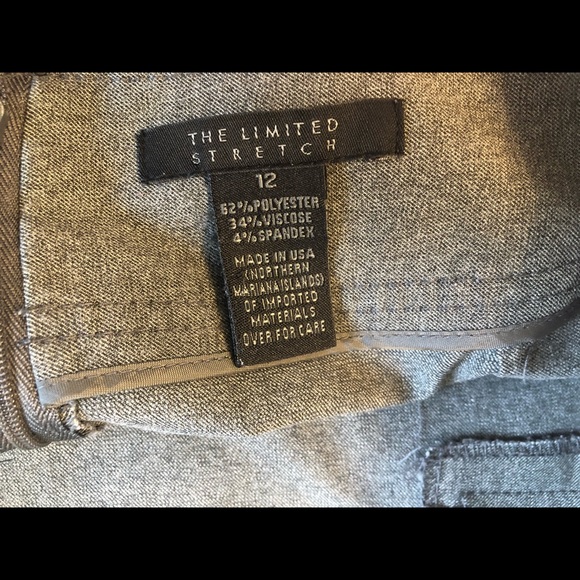 THE LIMITED
STRETCH
12
62%POLYESTER
34%VISCOSE
4%SPANDEX
MADE IN USA
(NORTHERN
MARIANA ISLANDS)
OF IMPORTED
MATERIALS
OVER FOR CARE